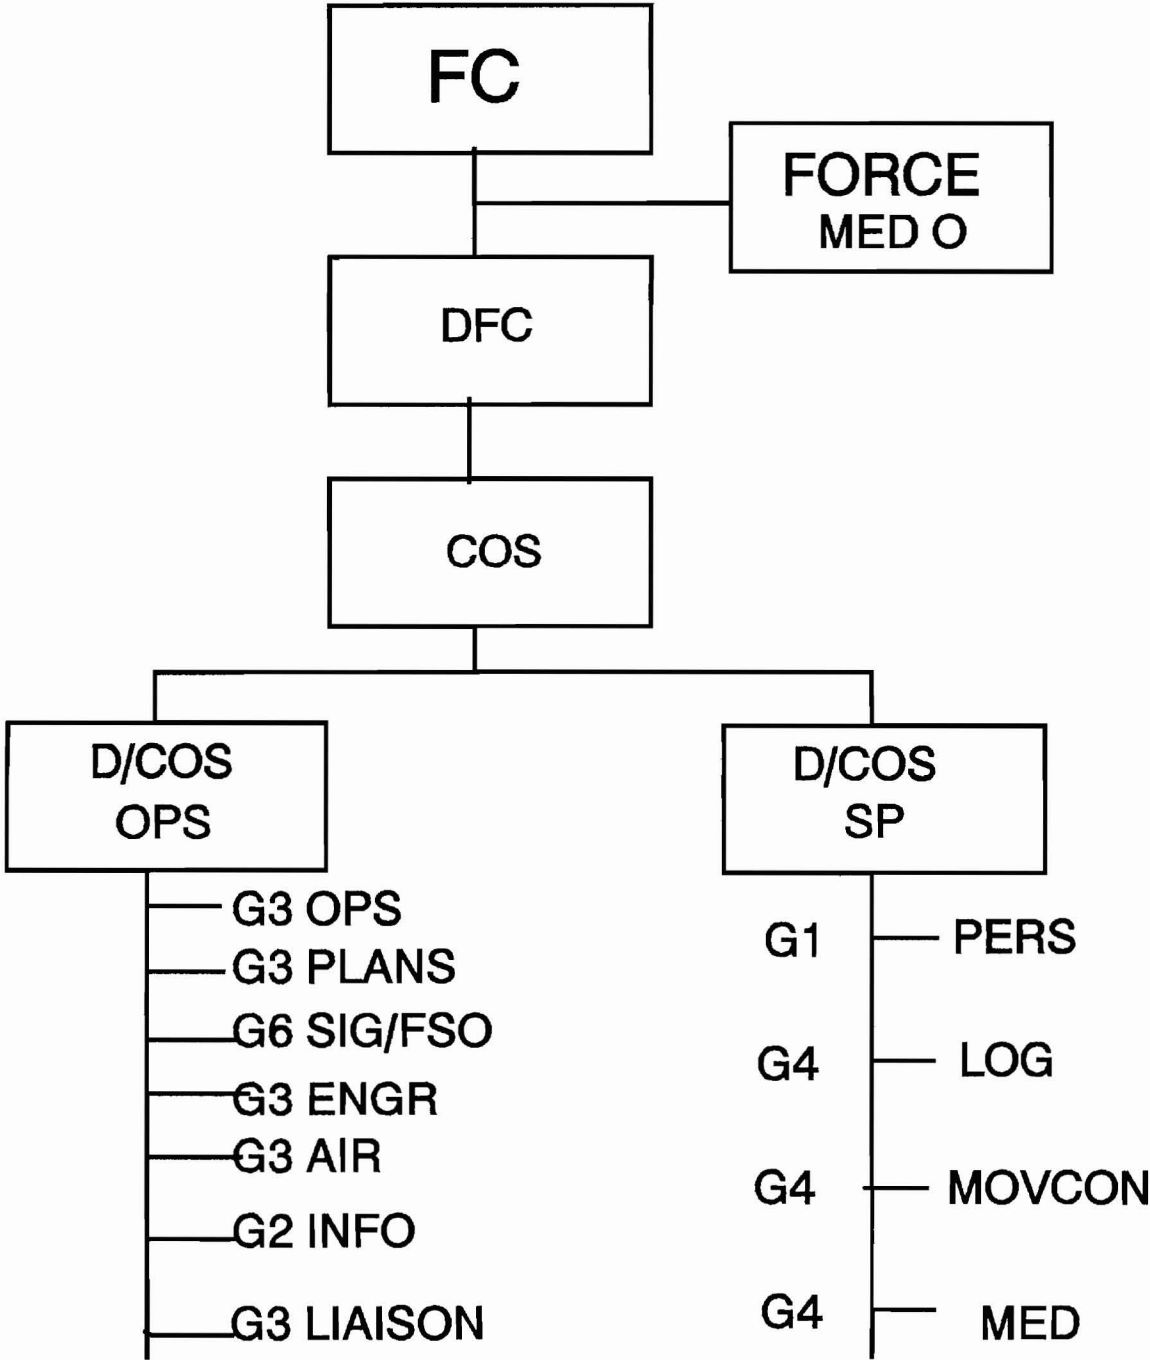 FC
FORCE
MED O
DFC
COS
D/COS
OPS
G3 OPS
G3 PLANS
G6 SIG/FSO
G3 ENGR
G3 AIR
G2 INFO
G3 LIAISON
D/COS
SP
G1 PERS
G4 LOG
G4 MOVCON
G4 MED